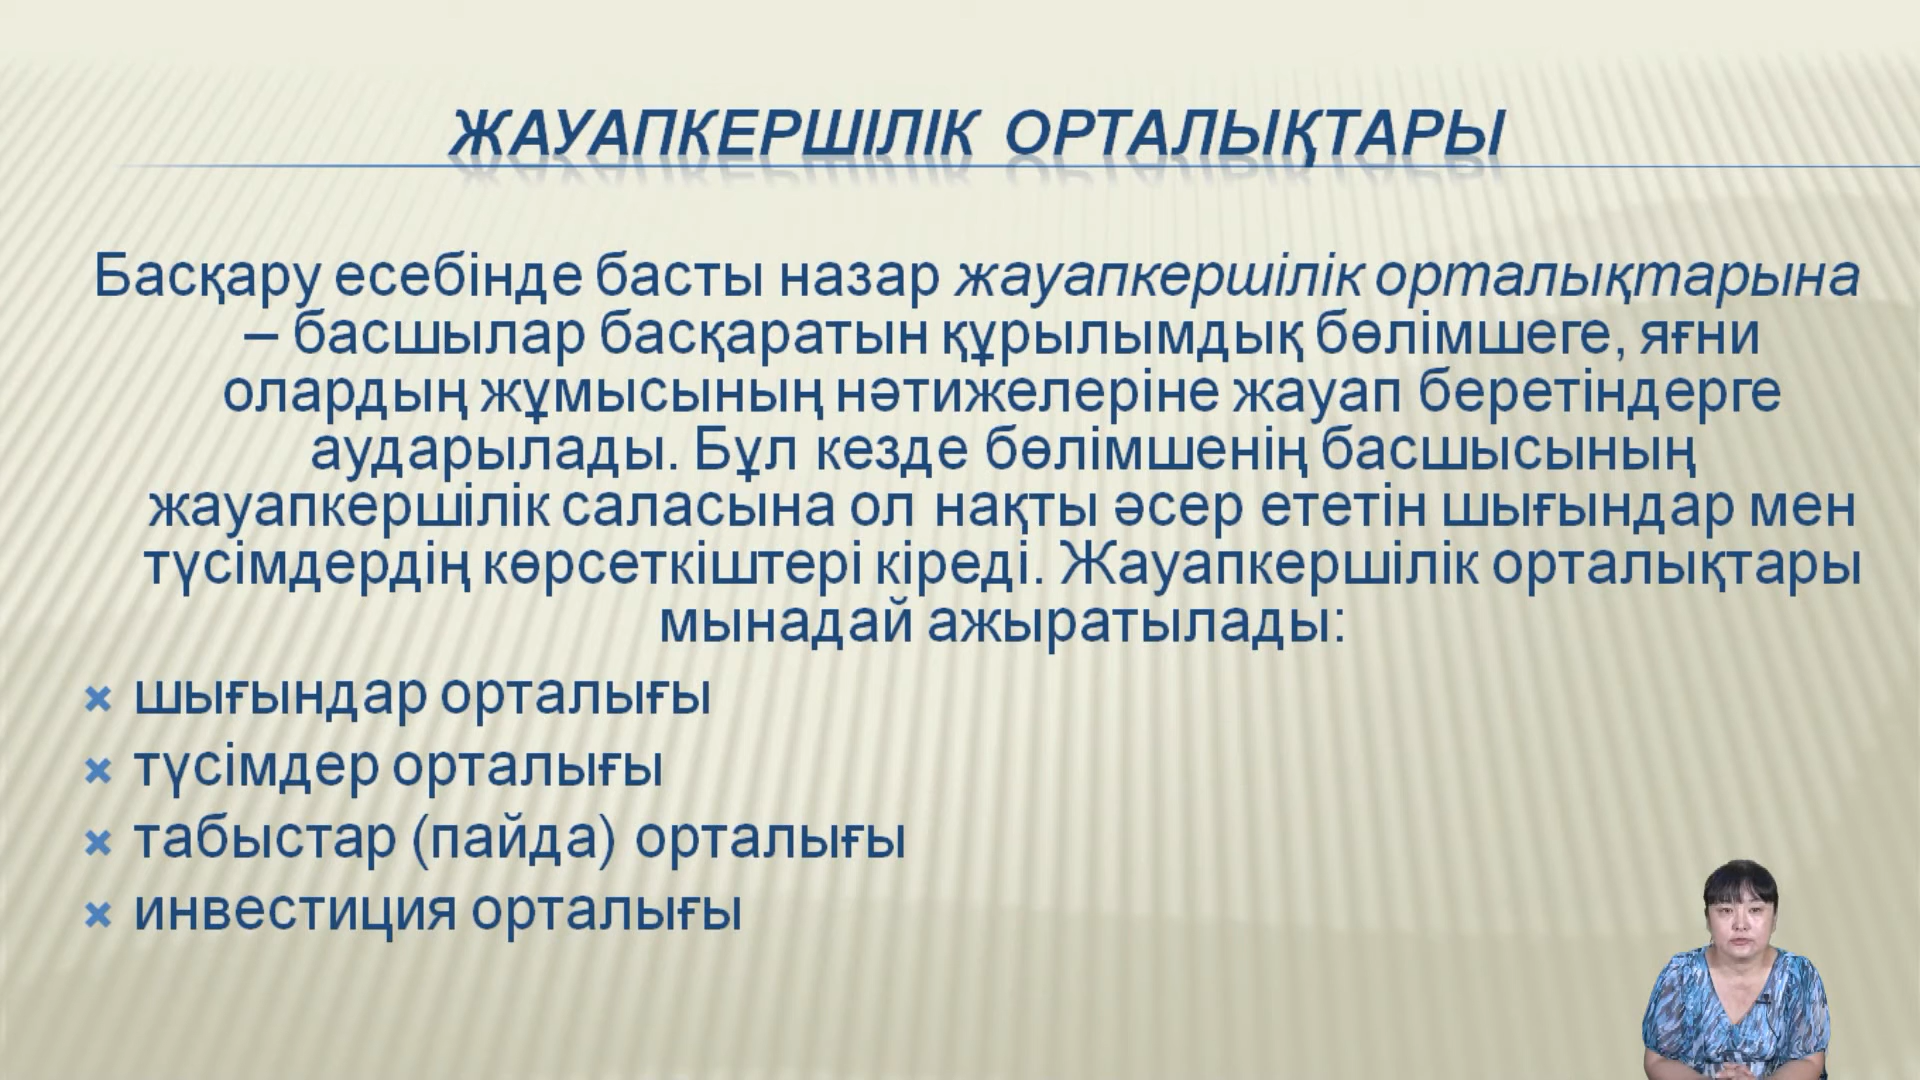 ЖАУАПКЕРШІЛІК ОРТАЛЫҚТАРЫ
Басқару есебінде басты назар жауапкершілік орталықтарына
– басшылар басқаратын құрылымдық бөлімшеге, яғни
олардың жұмысының нәтижелеріне жауап беретіндерге
аударылады. Бұл кезде бөлімшенің басшысының
жауапкершілік саласына ол нақты әсер ететін шығындар мен
түсімдердің көрсеткіштері кіреді. Жауапкершілік орталықтары
мынадай ажыратылады:
шығындар орталығы
түсімдер орталығы
табыстар (пайда) орталығы
инвестиция орталығы